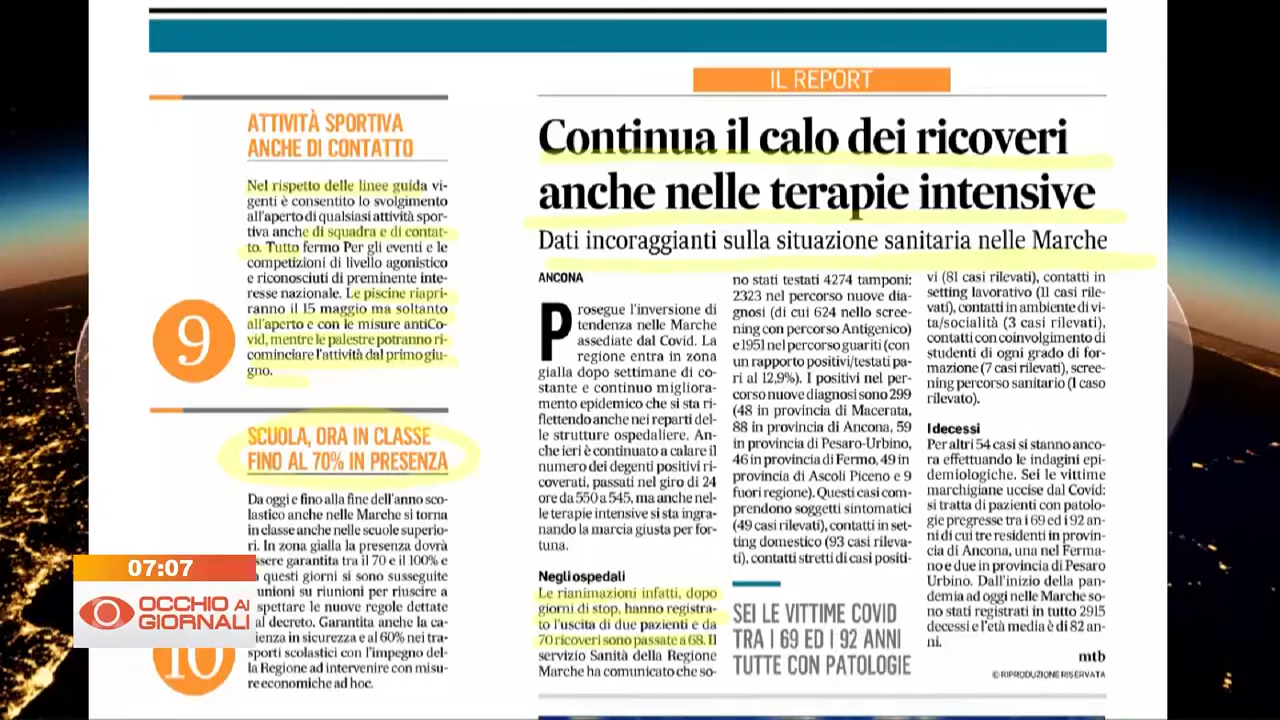 ATTIVITÀ SPORTIVA
ANCHE DI CONTATTO
Nel rispetto delle linee guida vi-
genti è consentito lo svolgimento
all'aperto di qualsiasi attività spor-
tiva anche di squadra e di contat-
to. Tutto fermo Per gli eventi e le
competizioni di livello agonistico
e riconosciuti di preminente inte-
resse nazionale. Le piscine riapri-
ranno il 15 maggio ma soltanto
all'aperto e con le misure antiCo-
vid, mentre le palestre potranno ri-
cominciare l'attività dal primo giu-
gno.
9
SCUOLA, ORA IN CLASSE
FINO AL 70% IN PRESENZA
Da oggi e fino alla fine dell'anno sco-
lastico anche nelle Marche si torna
in classe anche nelle scuole superio-
ri. In zona gialla la presenza dovrà
ssere garantita tra il 70 e il 100% e
questi giorni si sono susseguite
unioni su riunioni per riuscire a
spettare le nuove regole dettate
al decreto. Garantita anche la ca-
ienza in sicurezza e al 60% nei tra-
sporti scolastici con l'impegno del-
la Regione ad intervenire con misu-
re economiche ad hoc.
10
07:07
OCCHIO AI
GIORNALI
IL REPORT
Continua il calo dei ricoveri
anche nelle terapie intensive
Dati incoraggianti sulla situazione sanitaria nelle Marche
ANCONA
Prosegue l'inversione di
tendenza nelle Marche
assediate dal Covid. La
regione entra in zona
gialla dopo settimane di co-
stante e continuo migliora-
mento epidemico che si sta ri-
flettendo anche nei reparti del-
le strutture ospedaliere. An-
che ieri è continuato a calare il
numero dei degenti positivi ri-
coverati, passati nel giro di 24
ore da 550 a 545, ma anche nel-
le terapie intensive si sta ingra-
nando la marcia giusta per for-
tuna.
Negli ospedali
Le rianimazioni infatti, dopo
giorni di stop, hanno registra-
to l'uscita di due pazienti e da
70 ricoveri sono passate a 68. Il
servizio Sanità della Regione
Marche ha comunicato che so-
no stati testati 4274 tamponi:
2323 nel percorso nuove dia-
gnosi (di cui 624 nello scree-
ning con percorso Antigenico)
e 1951 nel percorso guariti (con
un rapporto positivi/testati pa-
ri al 12,9%). I positivi nel per-
corso nuove diagnosi sono 299
(48 in provincia di Macerata,
88 in provincia di Ancona, 59
in provincia di Pesaro-Urbino,
46 in provincia di Fermo, 49 in
provincia di Ascoli Piceno e 9
fuori regione). Questi casi com-
prendono soggetti sintomatici
(49 casi rilevati), contatti in set-
ting domestico (93 casi rileva-
ti), contatti stretti di casi positi-
SEI LE VITTIME COVID
TRA I 69 ED I 92 ANNI
TUTTE CON PATOLOGIE
vi (81 casi rilevati), contatti in
setting lavorativo (11 casi rile-
vati), contatti in ambiente di vi-
ta/socialità (3 casi rilevati),
contatti con coinvolgimento di
studenti di ogni grado di for-
mazione (7 casi rilevati), scree-
ning percorso sanitario (1 caso
rilevato).
I decessi
Per altri 54 casi si stanno anco-
ra effettuando le indagini epi-
demiologiche. Sei le vittime
marchigiane uccise dal Covid:
si tratta di pazienti con patolo-
gie pregresse tra i 69 ed i 92 an-
ni di cui tre residenti in provin-
cia di Ancona, una nel Ferma-
no e due in provincia di Pesaro
Urbino. Dall'inizio della pan-
demia ad oggi nelle Marche so-
no stati registrati in tutto 2915
decessi e l'età media è di 82 an-
ni.
mtb
© RIPRODUZIONE RISERVATA